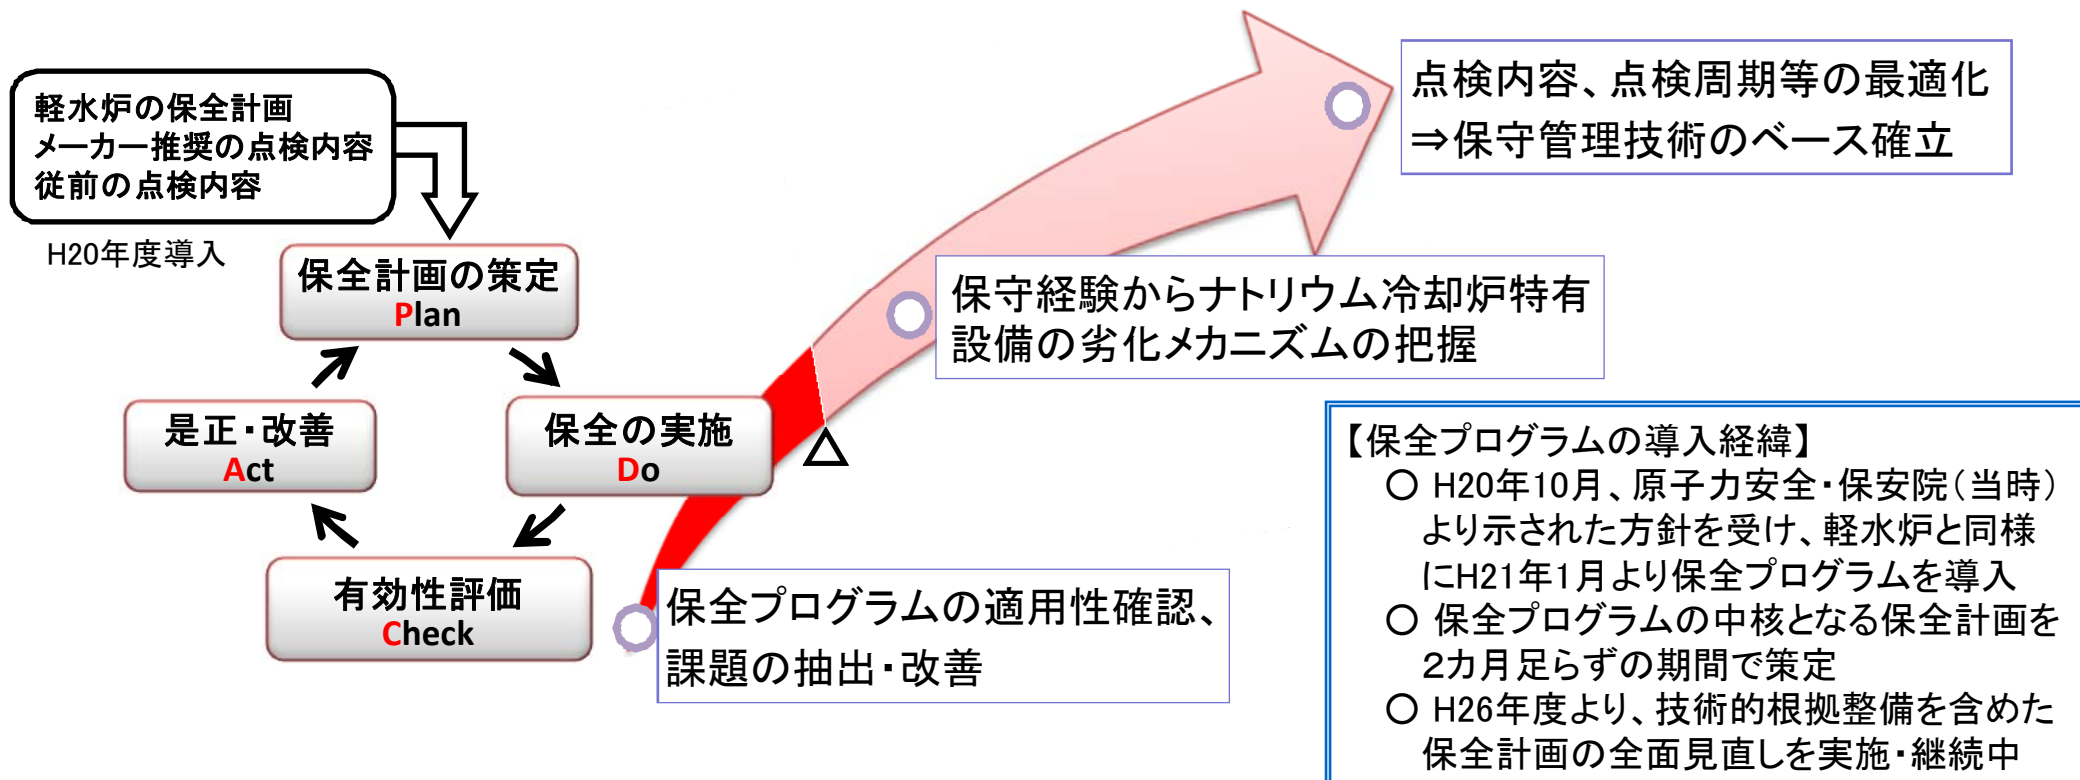 軽水炉の保全計画
メーカー推奨の点検内容
従前の点検内容
H20年度導入
保全計画の策定
Plan
保全の実施
Do
有効性評価
Check
是正・改善
Act
点検内容、点検周期等の最適化
⇒保守管理技術のベース確立
保守経験からナトリウム冷却炉特有
設備の劣化メカニズムの把握
保全プログラムの適用性確認、
課題の抽出・改善
【保全プログラムの導入経緯】
○ H20年10月、原子力安全・保安院（当時）
より示された方針を受け、軽水炉と同様
にH21年1月より保全プログラムを導入
○ 保全プログラムの中核となる保全計画を
２カ月足らずの期間で策定
○ H26年度より、技術的根拠整備を含めた
保全計画の全面見直しを実施・継続中